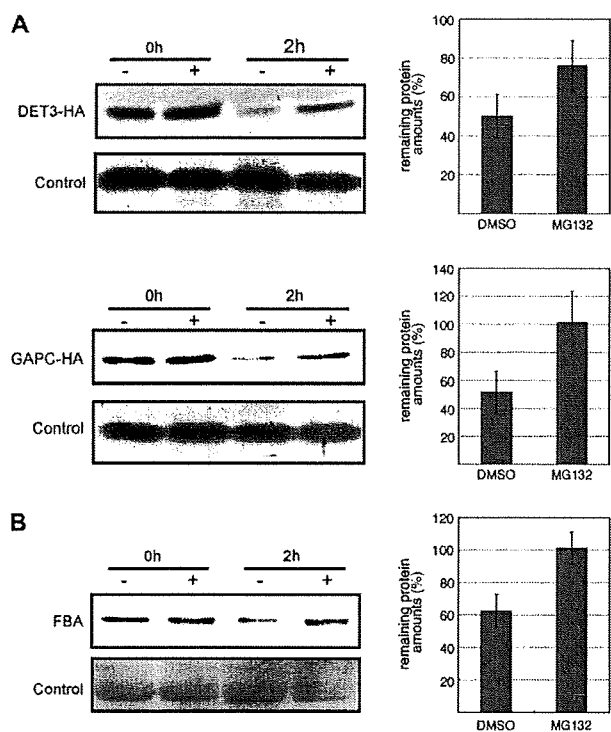 A
0h 2h
- + - +
DET3-HA
Control
remaining protein
amounts (%)
100
80
60
40
20
DMSO MG132
0h 2h
- + - +
GAPC-HA
Control
remaining protein
amounts (%)
140
120
100
80
60
40
20
DMSO MG132
B
0h 2h
- + - +
FBA
Control
remaining protein
amounts (%)
120
100
80
60
40
20
DMSO MG132